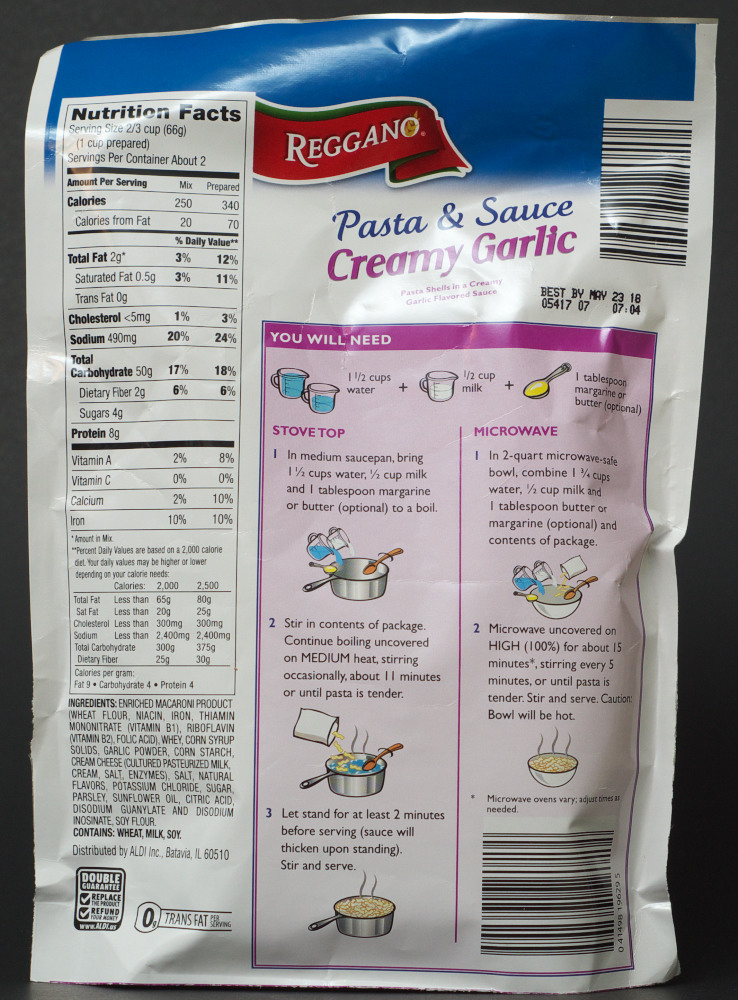 Nutrition Facts
Serving Size 2/3 cup (66g)
(1 cup prepared)
Servings Per Container About 2
Amount Per Serving Mix Prepared
Calories 250 340
Calories from Fat 20 70
% Daily Value**
Total Fat 2g* 3% 12%
Saturated Fat 0.5g 3% 11%
Trans Fat 0g
Cholesterol <5mg 1% 3%
Sodium 490mg 20% 24%
Total
Carbohydrate 50g 17% 18%
Dietary Fiber 2g 6% 6%
Sugars 4g
Protein 8g
Vitamin A 2% 8%
Vitamin C 0% 0%
Calcium 2% 10%
Iron 10% 10%
*Amount in Mix.
**Percent Daily Values are based on a 2,000 calorie
diet. Your daily values may be higher or lower
depending on your calorie needs:
Calories: 2,000 2,500
Total Fat Less than 65g 80g
Sat Fat Less than 20g 25g
Cholesterol Less than 300mg 300mg
Sodium Less than 2,400mg 2,400mg
Total Carbohydrate 300g 375g
Dietary Fiber 25g 30g
Calories per gram:
Fat 9 • Carbohydrate 4 • Protein 4
INGREDIENTS: ENRICHED MACARONI PRODUCT
(WHEAT FLOUR, NIACIN, IRON, THIAMIN
MONONITRATE (VITAMIN B1), RIBOFLAVIN
(VITAMIN B2), FOLIC ACID), WHEY, CORN SYRUP
SOLIDS, GARLIC POWDER, CORN STARCH,
CREAM CHEESE (CULTURED PASTEURIZED MILK,
CREAM, SALT, ENZYMES), SALT, NATURAL
FLAVORS, POTASSIUM CHLORIDE, SUGAR,
PARSLEY, SUNFLOWER OIL, CITRIC ACID,
DISODIUM GUANYLATE AND DISODIUM
INOSINATE, SOY FLOUR.
CONTAINS: WHEAT, MILK, SOY.
Distributed by ALDI Inc., Batavia, IL 60510
DOUBLE
GUARANTEE
REPLACE
THE PRODUCT
REFUND
YOUR MONEY
www.ALDI.us
0g TRANS FAT PER
SERVING
REGGANO®
Pasta & Sauce
Creamy Garlic
Pasta Shells in a Creamy
Garlic Flavored Sauce
BEST BY MAY 23 18
05417 07 07:04
YOU WILL NEED
1 1/2 cups
water
+
1/2 cup
milk
+
1 tablespoon
margarine or
butter (optional)
STOVE TOP
1 In medium saucepan, bring
1 1/2 cups water, 1/2 cup milk
and 1 tablespoon margarine
or butter (optional) to a boil.
2 Stir in contents of package.
Continue boiling uncovered
on MEDIUM heat, stirring
occasionally, about 11 minutes
or until pasta is tender.
3 Let stand for at least 2 minutes
before serving (sauce will
thicken upon standing).
Stir and serve.
MICROWAVE
1 In 2-quart microwave-safe
bowl, combine 1 3/4 cups
water, 1/2 cup milk and
1 tablespoon butter or
margarine (optional) and
contents of package.
2 Microwave uncovered on
HIGH (100%) for about 15
minutes*, stirring every 5
minutes, or until pasta is
tender. Stir and serve. Caution:
Bowl will be hot.
* Microwave ovens vary; adjust times as
needed.
0 41498 19629 5